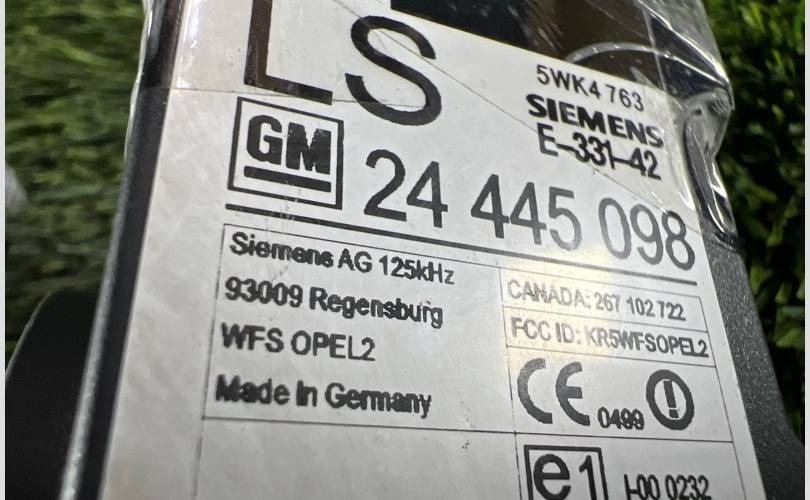 LS
5WK4 763
SIEMENS
E-331-42
GM
24 445 098
Siemens AG 125kHz
93009 Regensburg
WFS OPEL2
Made In Germany
CANADA: 267 102 722
FCC ID: KR5WFSOPEL2
CE 0499
e1 I-00 0232